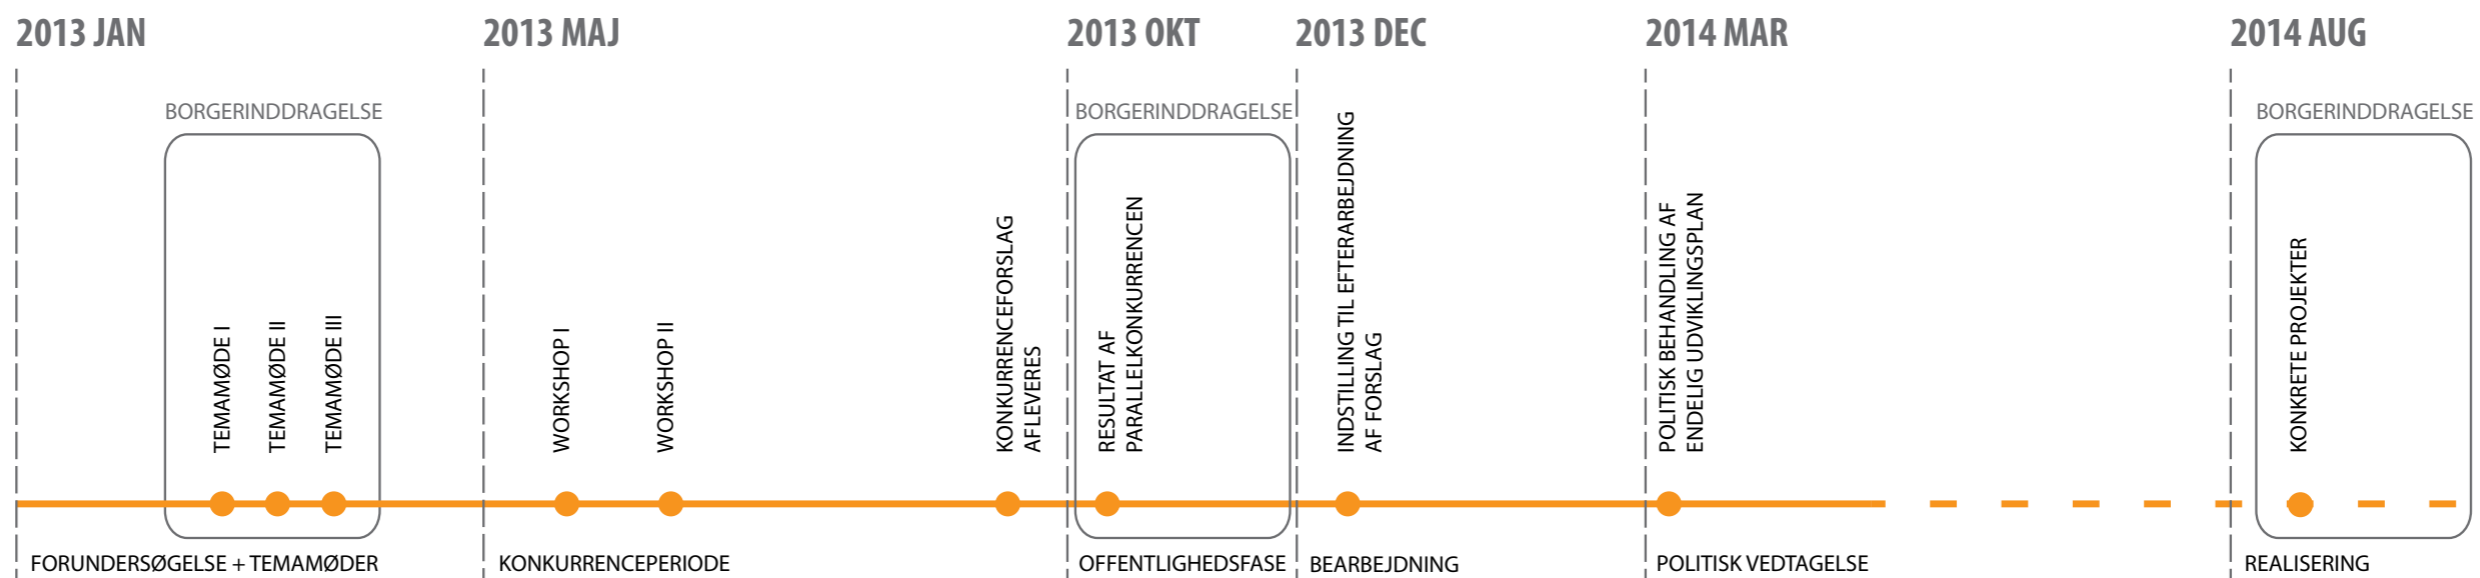 2013 JAN
2013 MAJ
2013 OKT
2013 DEC
2014 MAR
2014 AUG
BORGERINDDRAGELSE
BORGERINDDRAGELSE
BORGERINDDRAGELSE
TEMAMØDE I
TEMAMØDE II
TEMAMØDE III
WORKSHOP I
WORKSHOP II
KONKURRENCEFORSLAG
AFLEVERES
RESULTAT AF
PARALLELKONKURRENCEN
INDSTILLING TIL EFTERARBEJDNING
AF FORSLAG
POLITISK BEHANDLING AF
ENDELIG UDVIKLINGSPLAN
KONKRETE PROJEKTER
FORUNDERSØGELSE + TEMAMØDER
KONKURRENCEPERIODE
OFFENTLIGHEDSFASE
BEARBEJDNING
POLITISK VEDTAGELSE
REALISERING